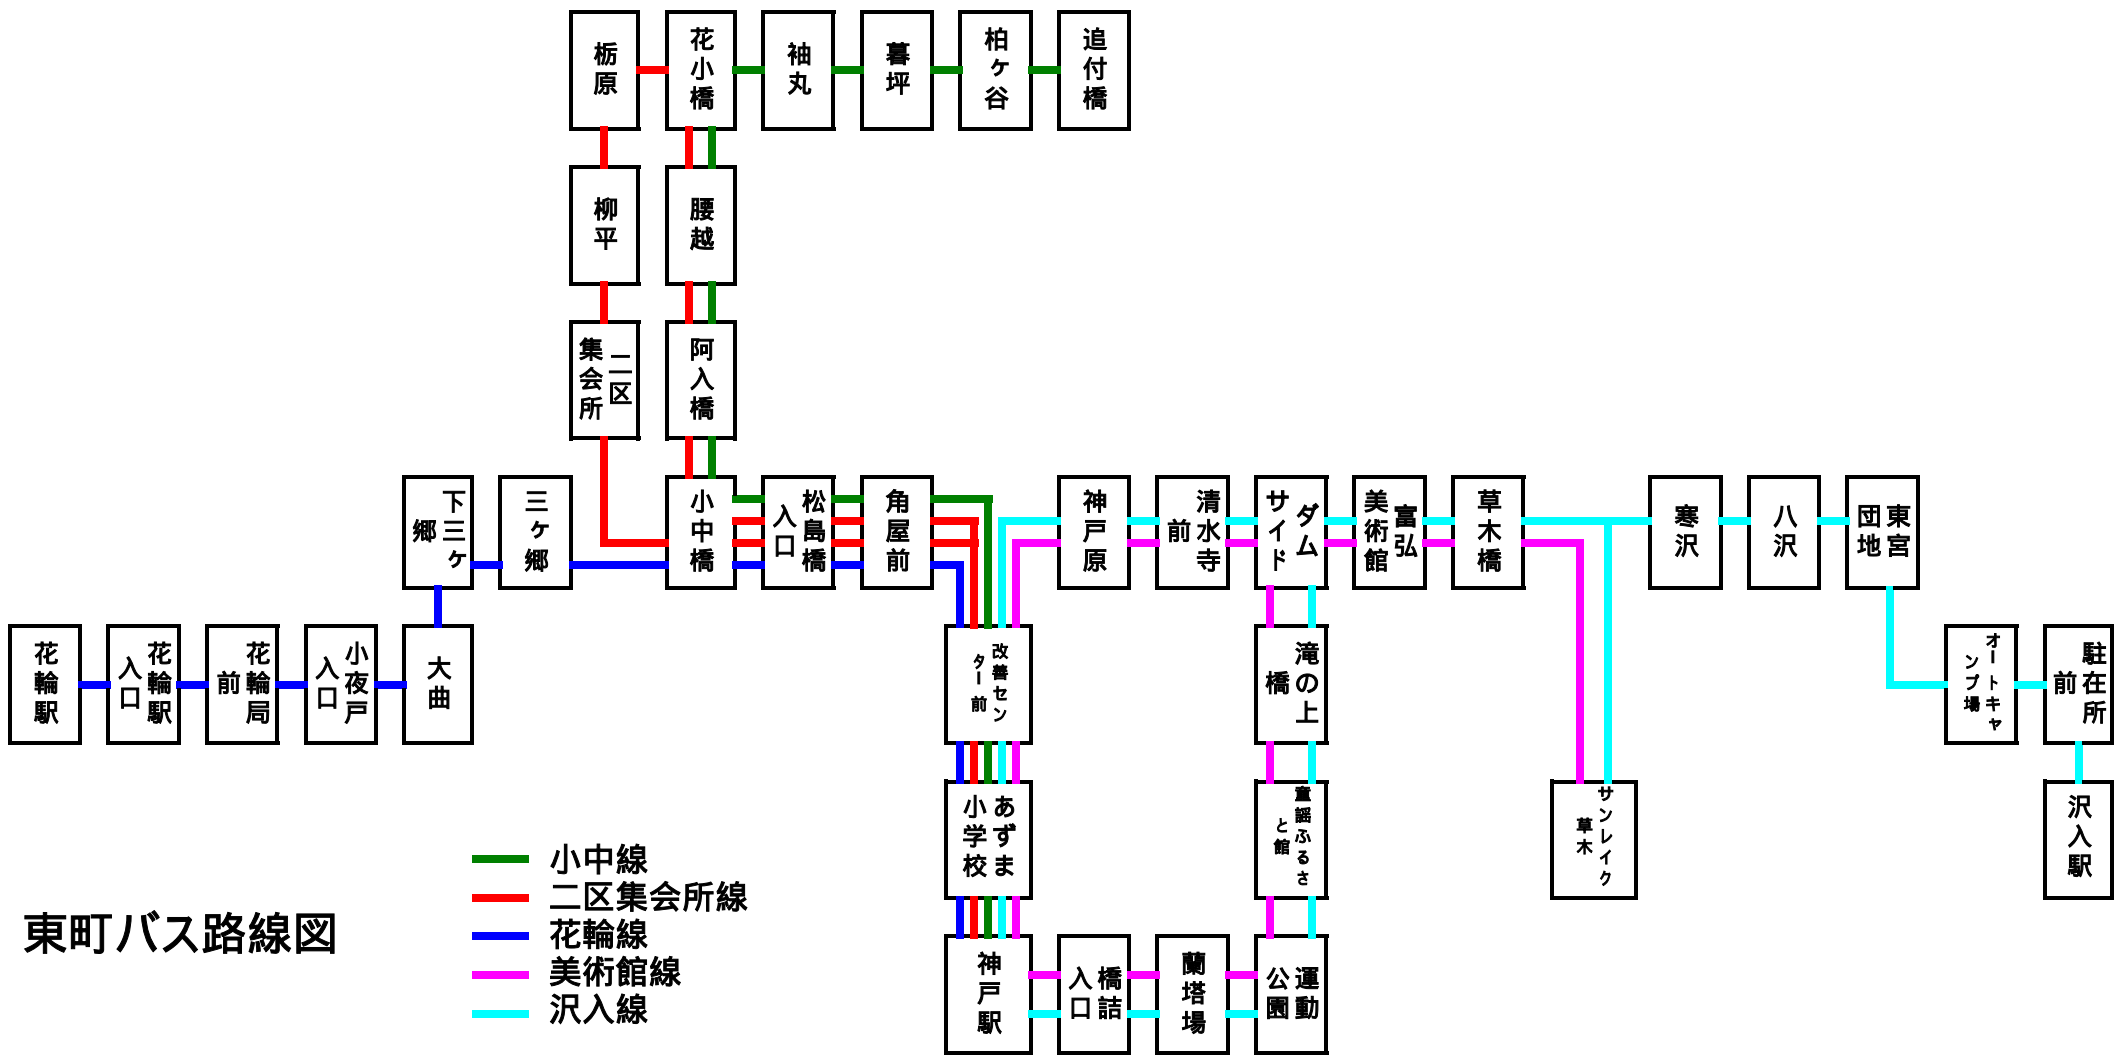 栃原
花小橋
袖丸
暮坪
柏ヶ谷
追付橋
柳平
腰越
二区
集会所
阿入橋
下三ヶ
郷
三ヶ郷
小中橋
松島橋
入口
角屋前
神戸原
清水寺
前
ダム
サイド
富弘
美術館
草木橋
寒沢
八沢
東宮
団地
花輪駅
花輪駅
入口
花輪局
前
小夜戸
入口
大曲
改善セン
ター前
滝の上
橋
オートキャ
ンプ場
駐在所
前
あずま
小学校
童謡ふるさ
と館
サンレイク
草木
沢入駅
神戸駅
橋詰
入口
蘭塔場
運動
公園
小中線
二区集会所線
花輪線
美術館線
沢入線
東町バス路線図